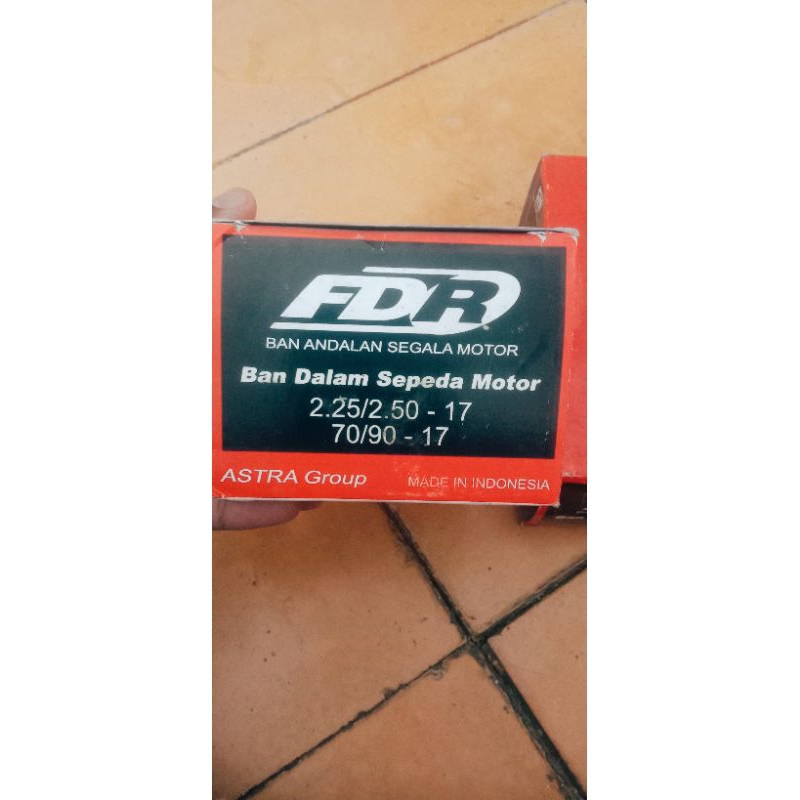 FDR
BAN ANDALAN SEGALA MOTOR
Ban Dalam Sepeda Motor
2.25/2.50 - 17
70/90 - 17
ASTRA Group
MADE IN INDONESIA